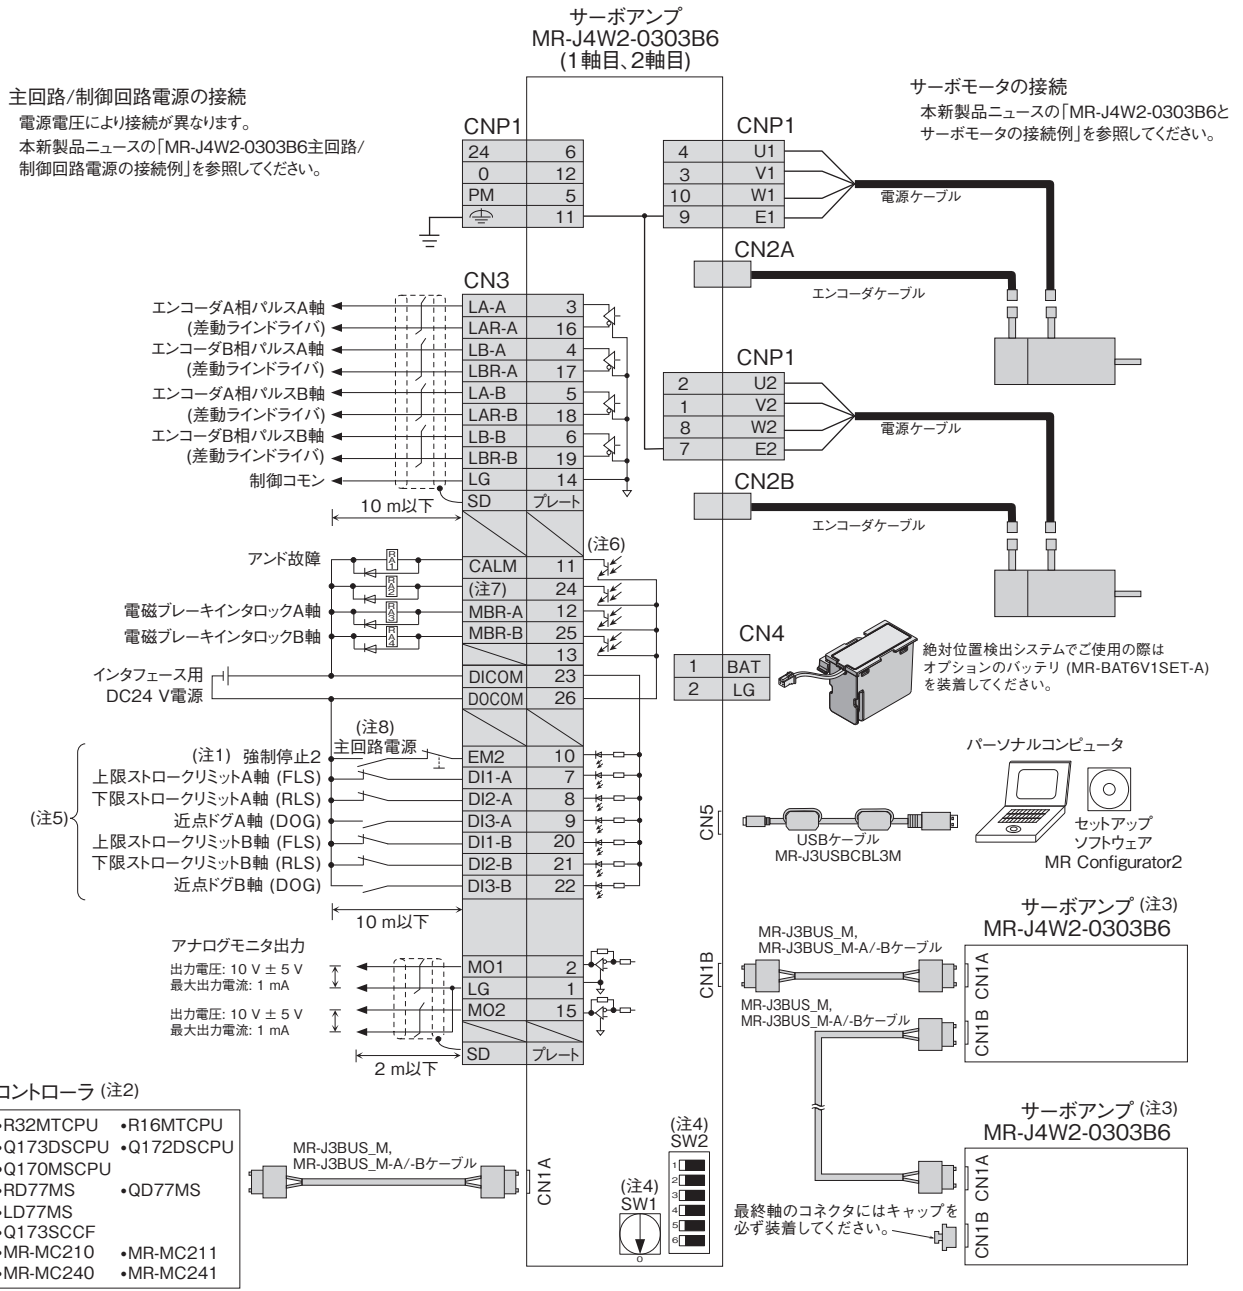 サーボアンプ
MR-J4W2-0303B6
(1軸目、2軸目)
主回路/制御回路電源の接続
電源電圧により接続が異なります。
本新製品ニュースの「MR-J4W2-0303B6主回路/
制御回路電源の接続例」を参照してください。
サーボモータの接続
本新製品ニュースの「MR-J4W2-0303B6と
サーボモータの接続例」を参照してください。
CNP1
24 6
0 12
PM 5
11
CNP1
4 U1
3 V1
10 W1
9 E1
電源ケーブル
CN2A
エンコーダケーブル
CNP1
2 U2
1 V2
8 W2
7 E2
電源ケーブル
CN2B
エンコーダケーブル
CN3
エンコーダA相パルスA軸 LA-A 3
(差動ラインドライバ) LAR-A 16
エンコーダB相パルスA軸 LB-A 4
(差動ラインドライバ) LBR-A 17
エンコーダA相パルスB軸 LA-B 5
(差動ラインドライバ) LAR-B 18
エンコーダB相パルスB軸 LB-B 6
(差動ラインドライバ) LBR-B 19
制御コモン LG 14
SD プレート
10 m以下
(注6)
アンド故障 RA1 CALM 11
RA2 (注7) 24
電磁ブレーキインタロックA軸 RA3 MBR-A 12
電磁ブレーキインタロックB軸 RA4 MBR-B 25
13
インタフェース用
DC24 V電源
DICOM 23
DOCOM 26
(注8)
主回路電源
(注1) 強制停止2 EM2 10
上限ストロークリミットA軸 (FLS) DI1-A 7
下限ストロークリミットA軸 (RLS) DI2-A 8
(注5)
近点ドグA軸 (DOG) DI3-A 9
上限ストロークリミットB軸 (FLS) DI1-B 20
下限ストロークリミットB軸 (RLS) DI2-B 21
近点ドグB軸 (DOG) DI3-B 22
10 m以下
アナログモニタ出力
出力電圧: 10 V ± 5 V
最大出力電流: 1 mA
出力電圧: 10 V ± 5 V
最大出力電流: 1 mA
MO1 2
LG 1
MO2 15
SD プレート
2 m以下
CN4
1 BAT
2 LG
絶対位置検出システムでご使用の際は
オプションのバッテリ (MR-BAT6V1SET-A)
を装着してください。
CN5
USBケーブル
MR-J3USBCBL3M
パーソナルコンピュータ
セットアップ
ソフトウェア
MR Configurator2
CN1B
MR-J3BUS_M,
MR-J3BUS_M-A/-Bケーブル
サーボアンプ (注3)
MR-J4W2-0303B6
CN1A
CN1B
MR-J3BUS_M,
MR-J3BUS_M-A/-Bケーブル
サーボアンプ (注3)
MR-J4W2-0303B6
CN1A
CN1B
最終軸のコネクタにはキャップを
必ず装着してください。
コントローラ (注2)
•R32MTCPU •R16MTCPU
•Q173DSCPU •Q172DSCPU
•Q170MSCPU
•RD77MS •QD77MS
•LD77MS
•Q173SCCF
•MR-MC210 •MR-MC211
•MR-MC240 •MR-MC241
MR-J3BUS_M,
MR-J3BUS_M-A/-Bケーブル
CN1A
(注4)
SW1
0
(注4)
SW2
1
2
3
4
5
6